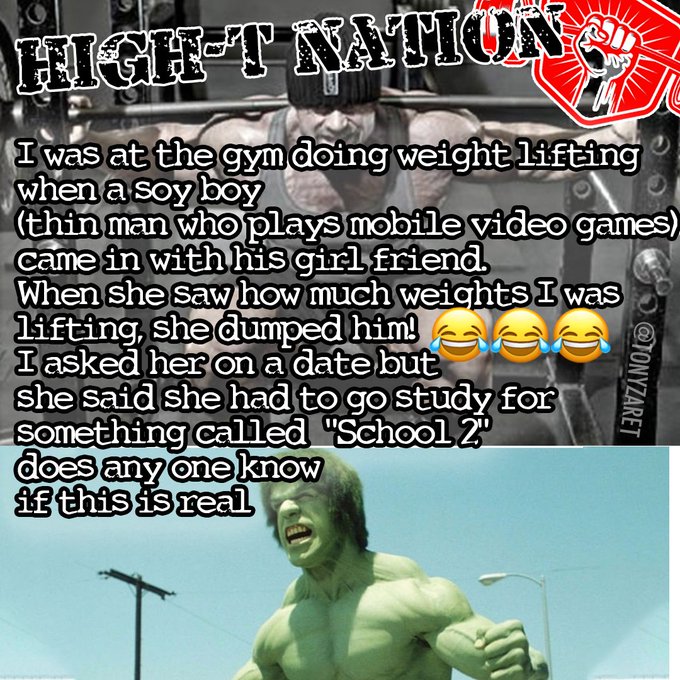 HIGH-T NATION
I was at the gym doing weight lifting
when a soy boy
(thin man who plays mobile video games)
came in with his girl friend.
When she saw how much weights I was
lifting, she dumped him! 😂😂😂
I asked her on a date but
she said she had to go study for
something called "School 2,"
does any one know
if this is real
@TONYZARET